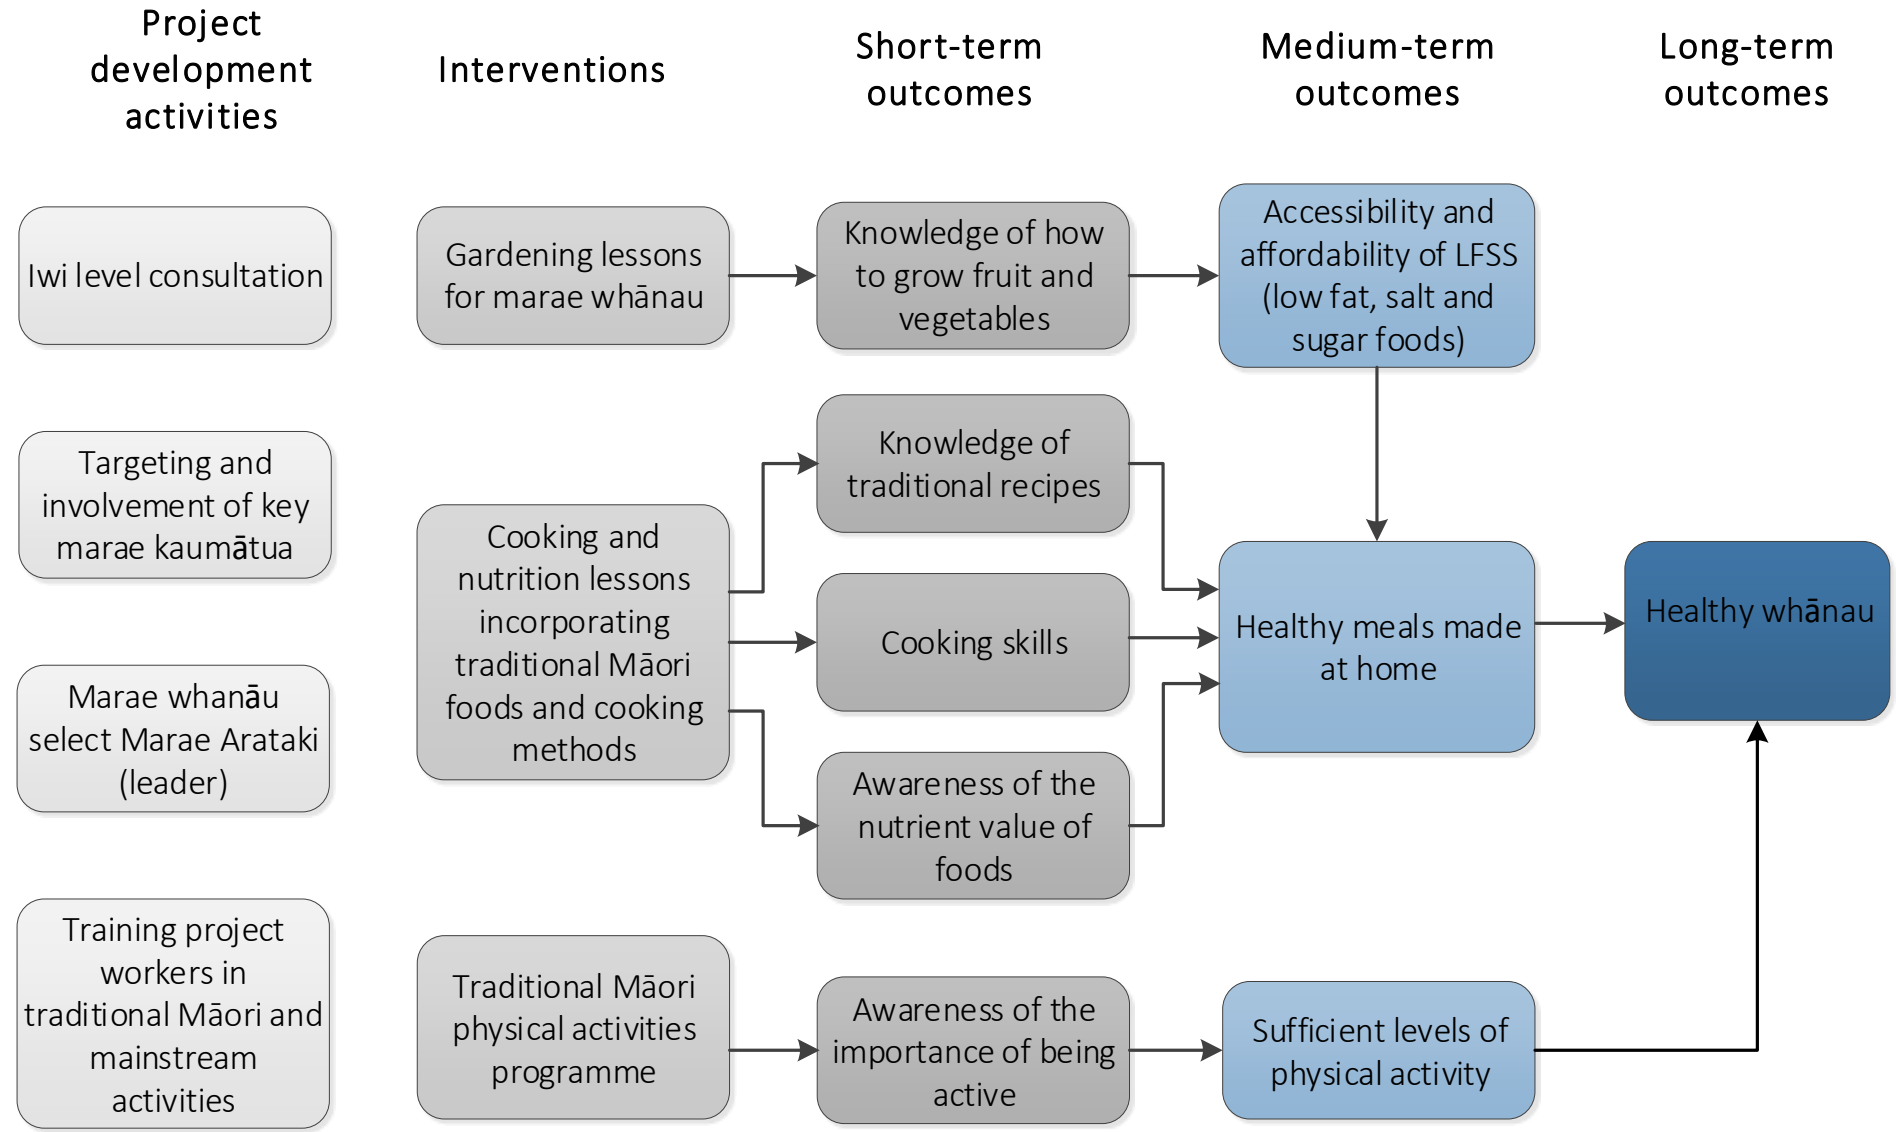 Project
development
activities
Interventions
Short-term
outcomes
Medium-term
outcomes
Long-term
outcomes
Iwi level consultation
Targeting and
involvement of key
marae kaumātua
Marae whanāu
select Marae Arataki
(leader)
Training project
workers in
traditional Māori and
mainstream
activities
Gardening lessons
for marae whānau
Cooking and
nutrition lessons
incorporating
traditional Māori
foods and cooking
methods
Traditional Māori
physical activities
programme
Knowledge of how
to grow fruit and
vegetables
Knowledge of
traditional recipes
Cooking skills
Awareness of the
nutrient value of
foods
Awareness of the
importance of being
active
Accessibility and
affordability of LFSS
(low fat, salt and
sugar foods)
Healthy meals made
at home
Sufficient levels of
physical activity
Healthy whānau